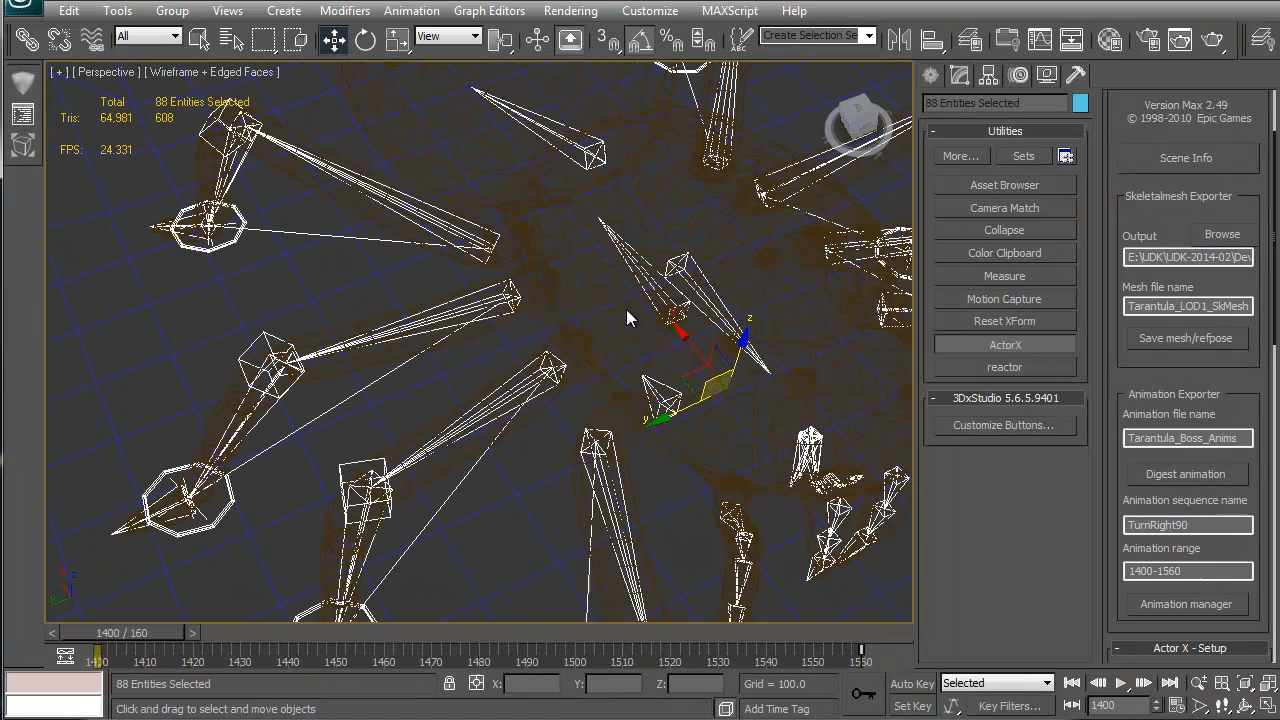 Edit Tools Group Views Create Modifiers Animation Graph Editors Rendering Customize MAXScript Help
All View 3 Create Selection Se
[ + ] [ Perspective ] [ Wireframe + Edged Faces ]
Total 88 Entities Selected
Tris: 64,981 608
FPS: 24.331
z
y
x z
88 Entities Selected
- Utilities
More... Sets
Asset Browser
Camera Match
Collapse
Color Clipboard
Measure
Motion Capture
Reset XForm
ActorX
reactor
- 3DxStudio 5.6.5.9401
Customize Buttons...
Version Max 2.49
© 1998-2010 Epic Games
Scene Info
Skeletalmesh Exporter
Output Browse
E:\UDK\UDK-2014-02\Dev
Mesh file name
Tarantula_LOD1_SkMesh
Save mesh/refpose
Animation Exporter
Animation file name
Tarantula_Boss_Anims
Digest animation
Animation sequence name
TurnRight90
Animation range
1400-1560
Animation manager
- Actor X - Setup
< 1400 / 160 >
1400 1410 1420 1430 1440 1450 1460 1470 1480 1490 1500 1510 1520 1530 1540 1550 1560
88 Entities Selected X: Y: Z: Grid = 100.0 Auto Key Selected
Click and drag to select and move objects Add Time Tag Set Key Key Filters... 1400